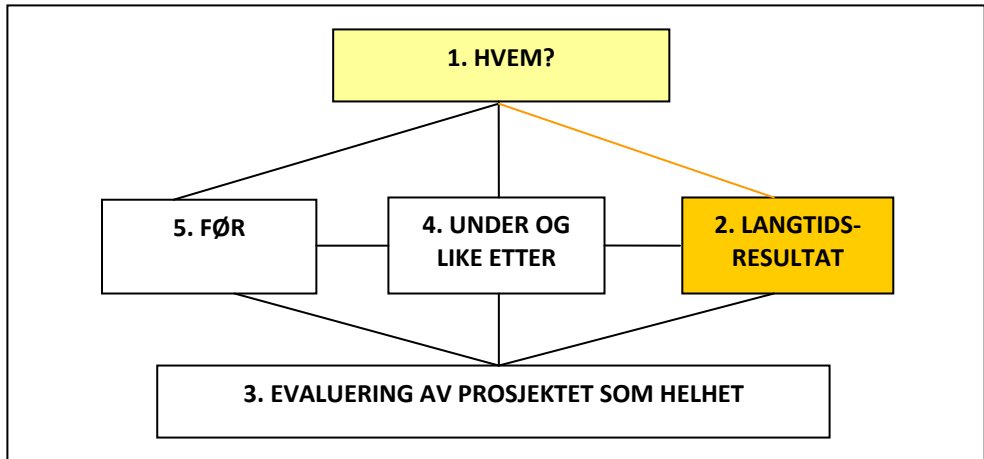 1. HVEM?
5. FØR
4. UNDER OG
LIKE ETTER
2. LANGTIDS-
RESULTAT
3. EVALUERING AV PROSJEKTET SOM HELHET